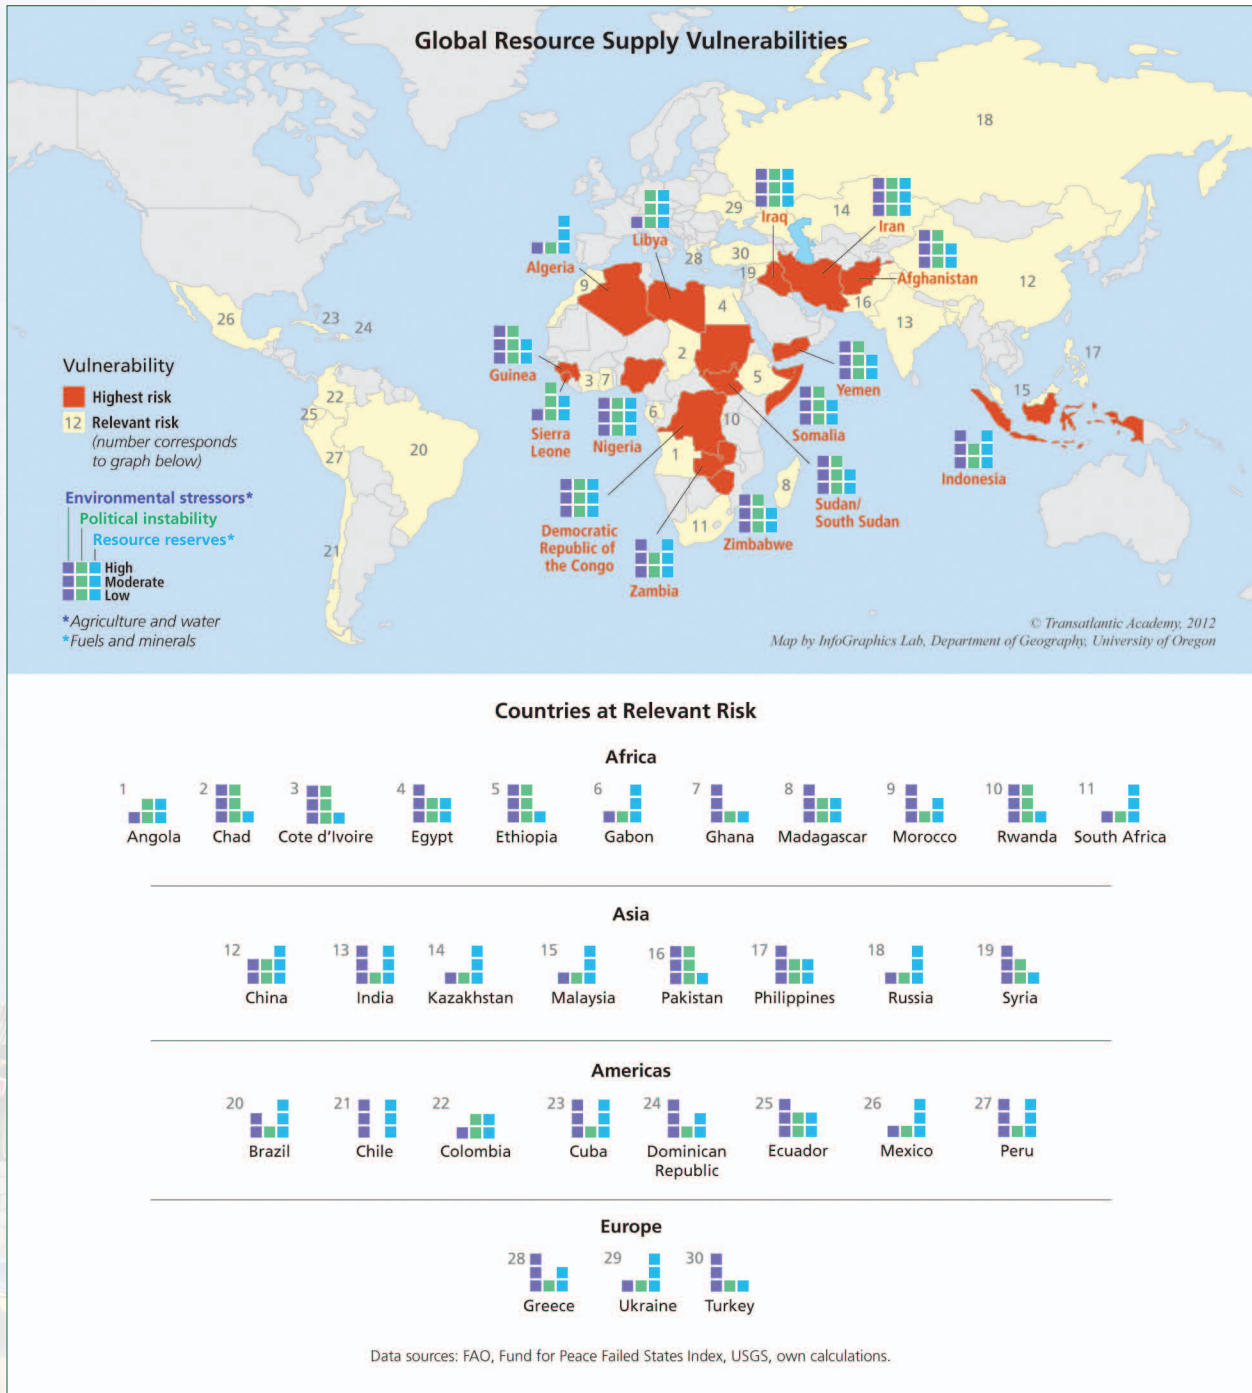 Global Resource Supply Vulnerabilities
18
29
Iraq
14
Iran
Libya
Algeria
28
30
19
Afghanistan
12
9
4
16
13
26
23
24
17
Guinea
2
3
7
5
Yemen
15
Sierra
Leone
Nigeria
6
10
Somalia
Indonesia
22
25
20
27
1
8
Sudan/
South Sudan
Democratic
Republic of
the Congo
11
Zimbabwe
Zambia
21
Vulnerability
Highest risk
12 Relevant risk
(number corresponds
to graph below)
Environmental stressors*
Political instability
Resource reserves*
High
Moderate
Low
*Agriculture and water
*Fuels and minerals
© Transatlantic Academy, 2012
Map by InfoGraphics Lab, Department of Geography, University of Oregon
Countries at Relevant Risk
Africa
1 2 3 4 5 6 7 8 9 10 11
Angola Chad Cote d'Ivoire Egypt Ethiopia Gabon Ghana Madagascar Morocco Rwanda South Africa
Asia
12 13 14 15 16 17 18 19
China India Kazakhstan Malaysia Pakistan Philippines Russia Syria
Americas
20 21 22 23 24 25 26 27
Brazil Chile Colombia Cuba Dominican Ecuador Mexico Peru
Republic
Europe
28 29 30
Greece Ukraine Turkey
Data sources: FAO, Fund for Peace Failed States Index, USGS, own calculations.